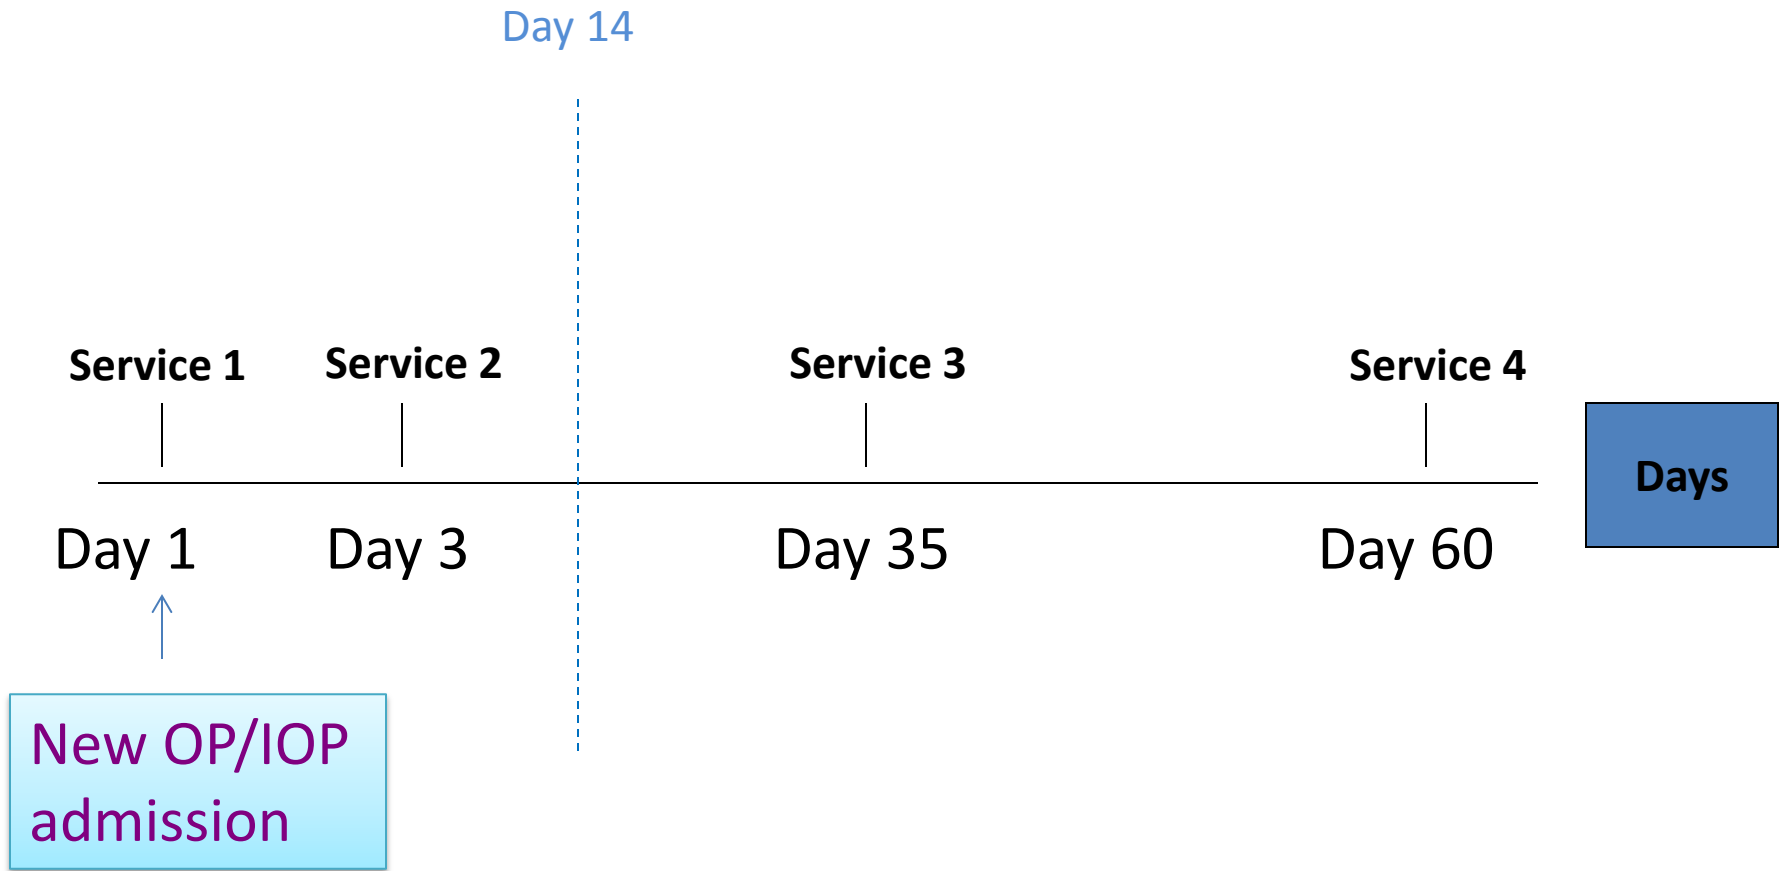 Day 14
Service 1
Service 2
Service 3
Service 4
Days
Day 1
Day 3
Day 35
Day 60
New OP/IOP
admission